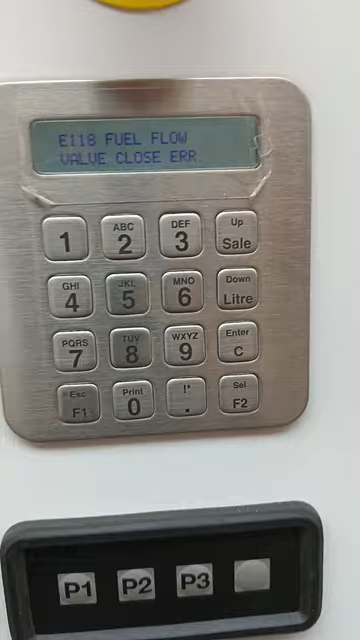 E118 FUEL FLOW
VALVE CLOSE ERR
1
ABC
2
DEF
3
Up
Sale
GHI
4
JKL
5
MNO
6
Down
Litre
PQRS
7
TUV
8
WXYZ
9
Enter
C
Esc
F1
Print
0
!*
.
Sel
F2
P1 P2 P3